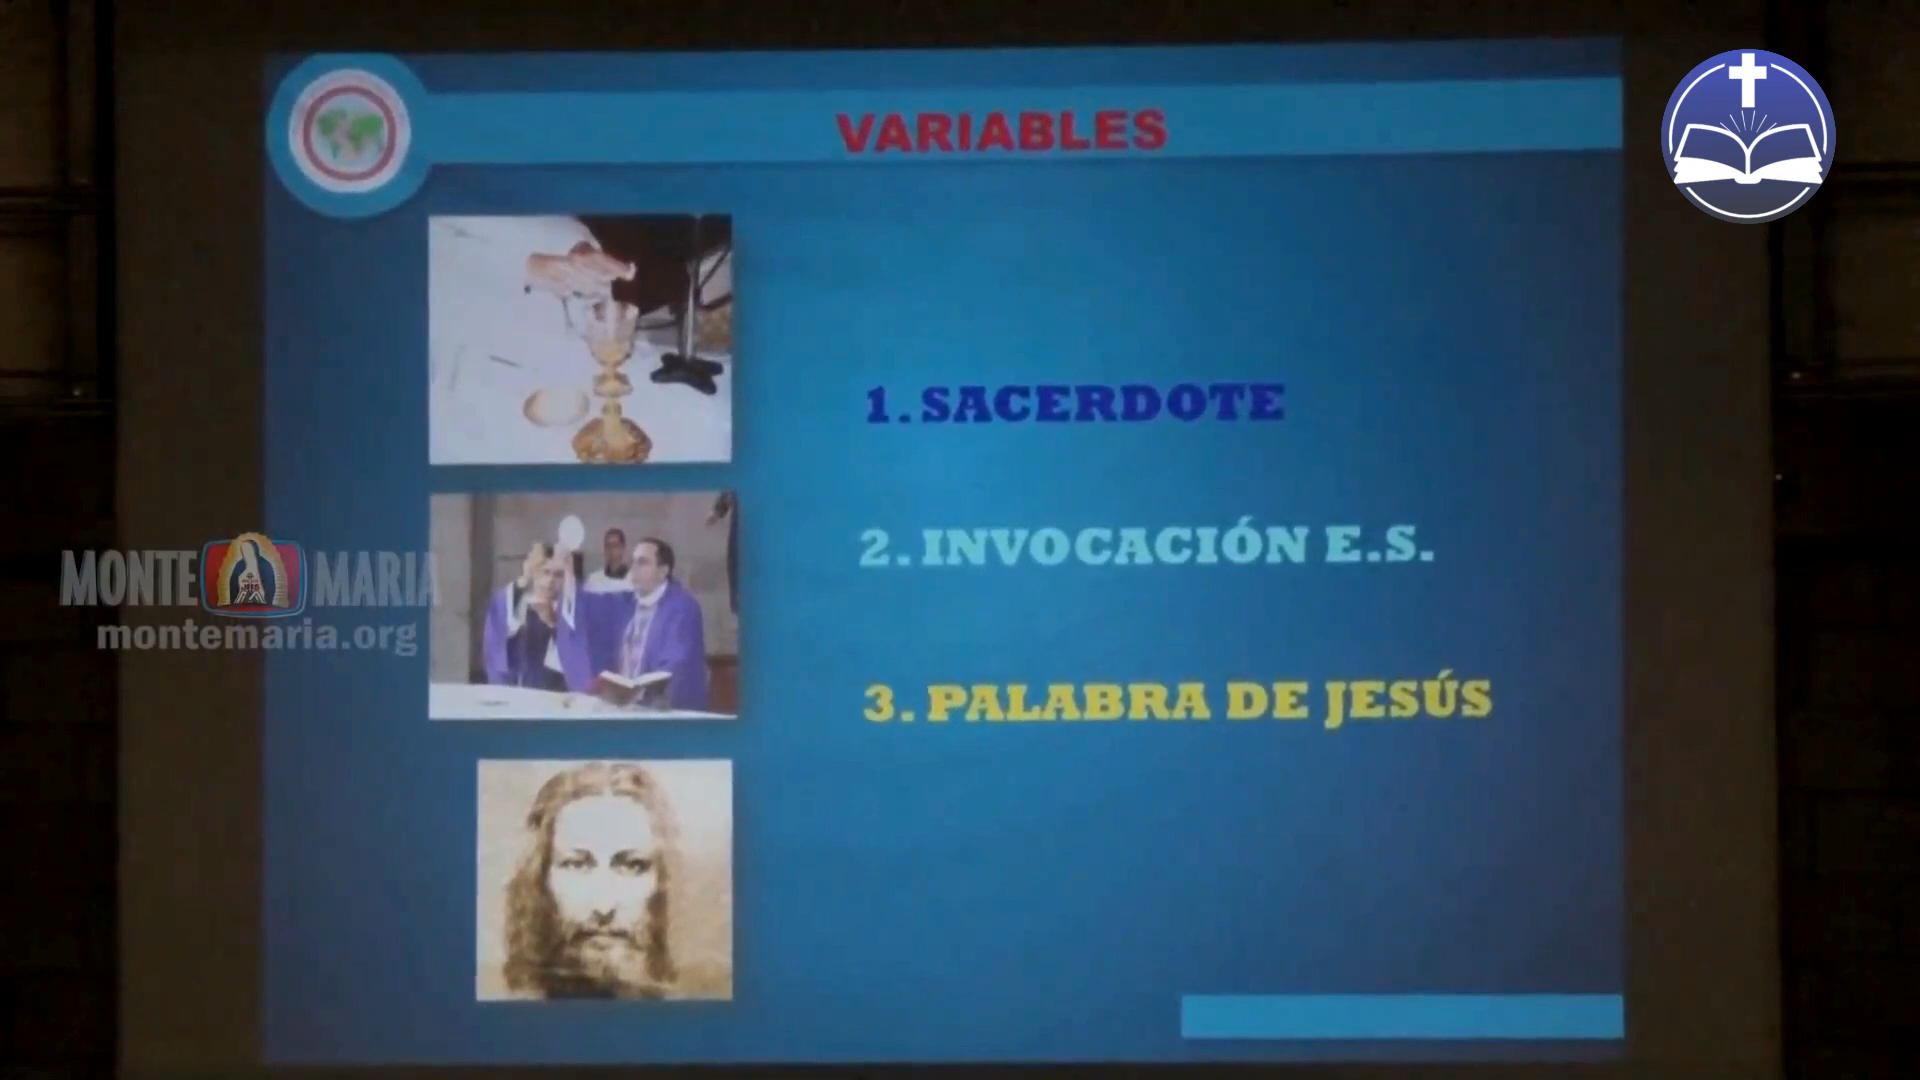 VARIABLES
1. SACERDOTE
2. INVOCACIÓN E.S.
3. PALABRA DE JESÚS
MONTE MARIA
montemaria.org